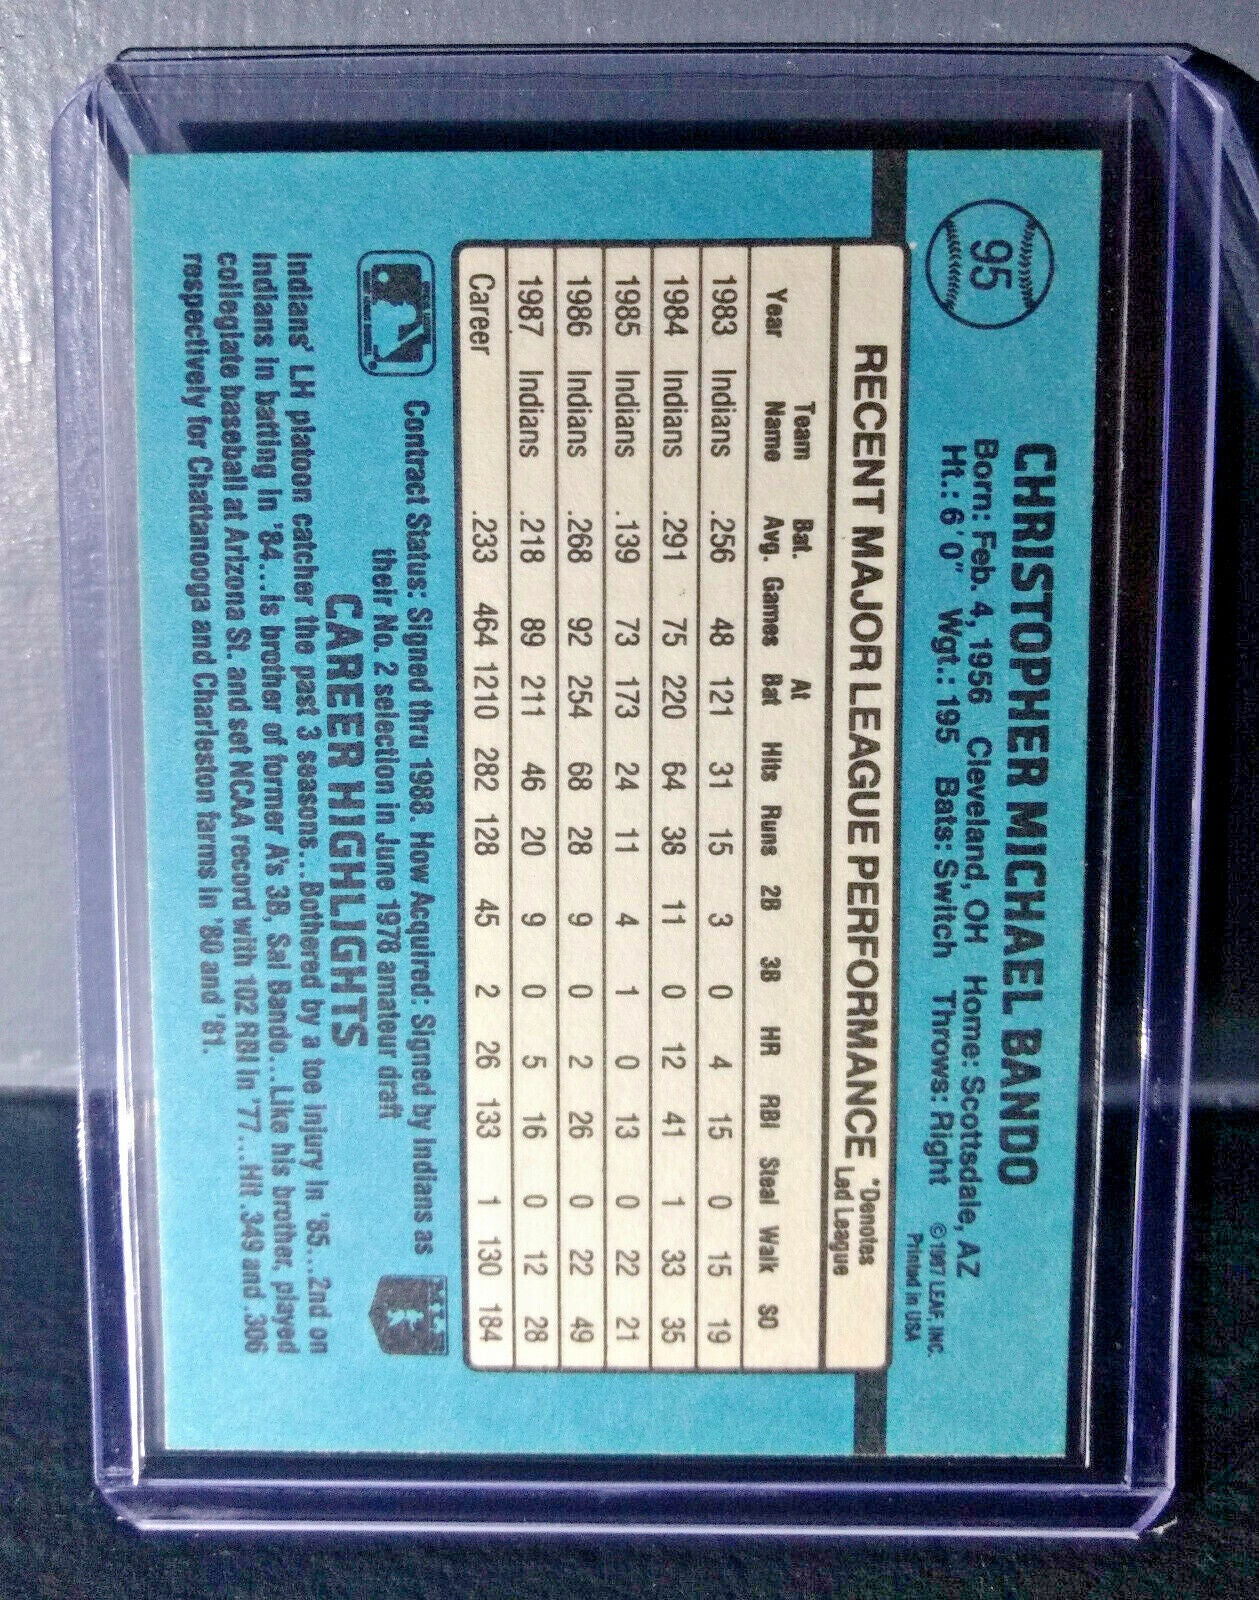 95
CHRISTOPHER MICHAEL BANDO
Born: Feb. 4, 1956 Cleveland, OH Home: Scottsdale, AZ
Ht.: 6'0" Wgt.: 195 Bats: Switch Throws: Right
©1987 LEAF, INC.
Printed in USA
RECENT MAJOR LEAGUE PERFORMANCE *Denotes Led League
Year Team Name Bat. Avg. Games At Bat Hits Runs 2B 3B HR RBI Steal Walk SO
1983 Indians .256 48 121 31 15 3 0 4 15 0 15 19
1984 Indians .291 75 220 64 38 11 0 12 41 1 33 35
1985 Indians .139 73 173 24 11 4 1 0 13 0 22 21
1986 Indians .268 92 254 68 28 9 0 2 26 0 22 49
1987 Indians .218 89 211 46 20 9 0 5 16 0 12 28
Career .233 464 1210 282 128 45 2 26 133 1 130 184
Contract Status: Signed thru 1988. How Acquired: Signed by Indians as
their No. 2 selection in June 1978 amateur draft
CAREER HIGHLIGHTS
Indians' LH platoon catcher the past 3 seasons...Bothered by a toe injury in '85...2nd on
Indians in batting in '84...is brother of former A's 3B, Sal Bando...Like his brother, played
collegiate baseball at Arizona St. and set NCAA record with 102 RBI in '77...Hit .349 and .306
respectively for Chattanooga and Charleston farms in '80 and '81.